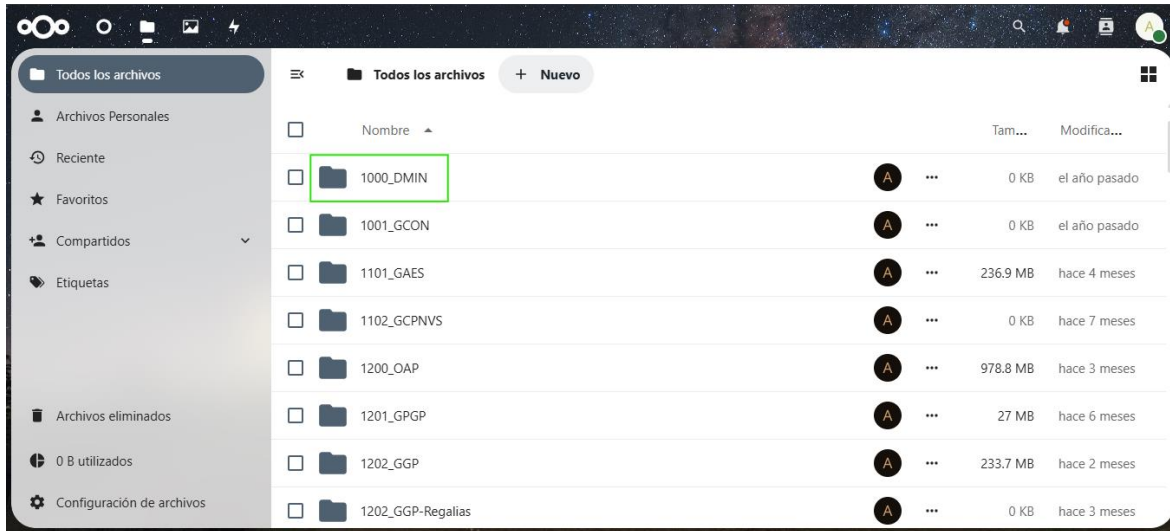 A
Todos los archivos
Todos los archivos + Nuevo
Archivos Personales
Nombre Tam... Modifica...
Reciente
1000_DMIN A ... 0 KB el año pasado
Favoritos
1001_GCON A ... 0 KB el año pasado
Compartidos
1101_GAES A ... 236.9 MB hace 4 meses
Etiquetas
1102_GCPNVS A ... 0 KB hace 7 meses
1200_OAP A ... 978.8 MB hace 3 meses
Archivos eliminados
1201_GPGP A ... 27 MB hace 6 meses
0 B utilizados
1202_GGP A ... 233.7 MB hace 2 meses
Configuración de archivos
1202_GGP-Regalias A ... 0 KB hace 3 meses